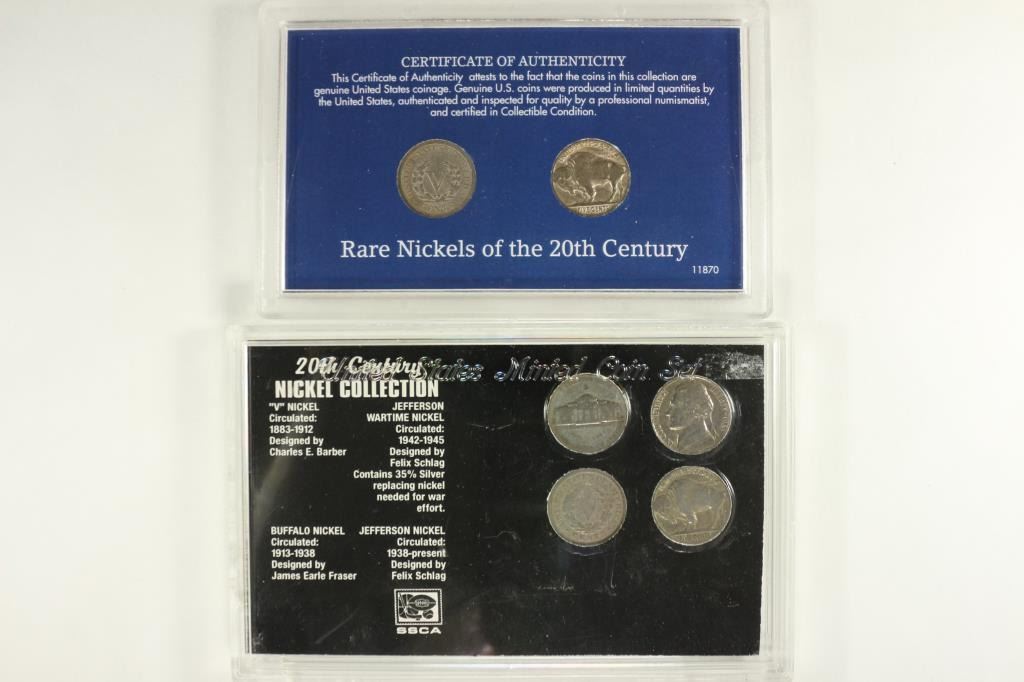 CERTIFICATE OF AUTHENTICITY
This Certificate of Authenticity attests to the fact that the coins in this collection are
genuine United States coinage. Genuine U.S. coins were produced in limited quantities by
the United States, authenticated and inspected for quality by a professional numismatist,
and certified in Collectible Condition.
V
Rare Nickels of the 20th Century
11870
United States Minted Coin Set
20th Century
NICKEL COLLECTION
"V" NICKEL
Circulated:
1883-1912
Designed by
Charles E. Barber
JEFFERSON
WARTIME NICKEL
Circulated:
1942-1945
Designed by
Felix Schlag
Contains 35% Silver
replacing nickel
needed for war
effort.
BUFFALO NICKEL
Circulated:
1913-1938
Designed by
James Earle Fraser
JEFFERSON NICKEL
Circulated:
1938-present
Designed by
Felix Schlag
SSCA